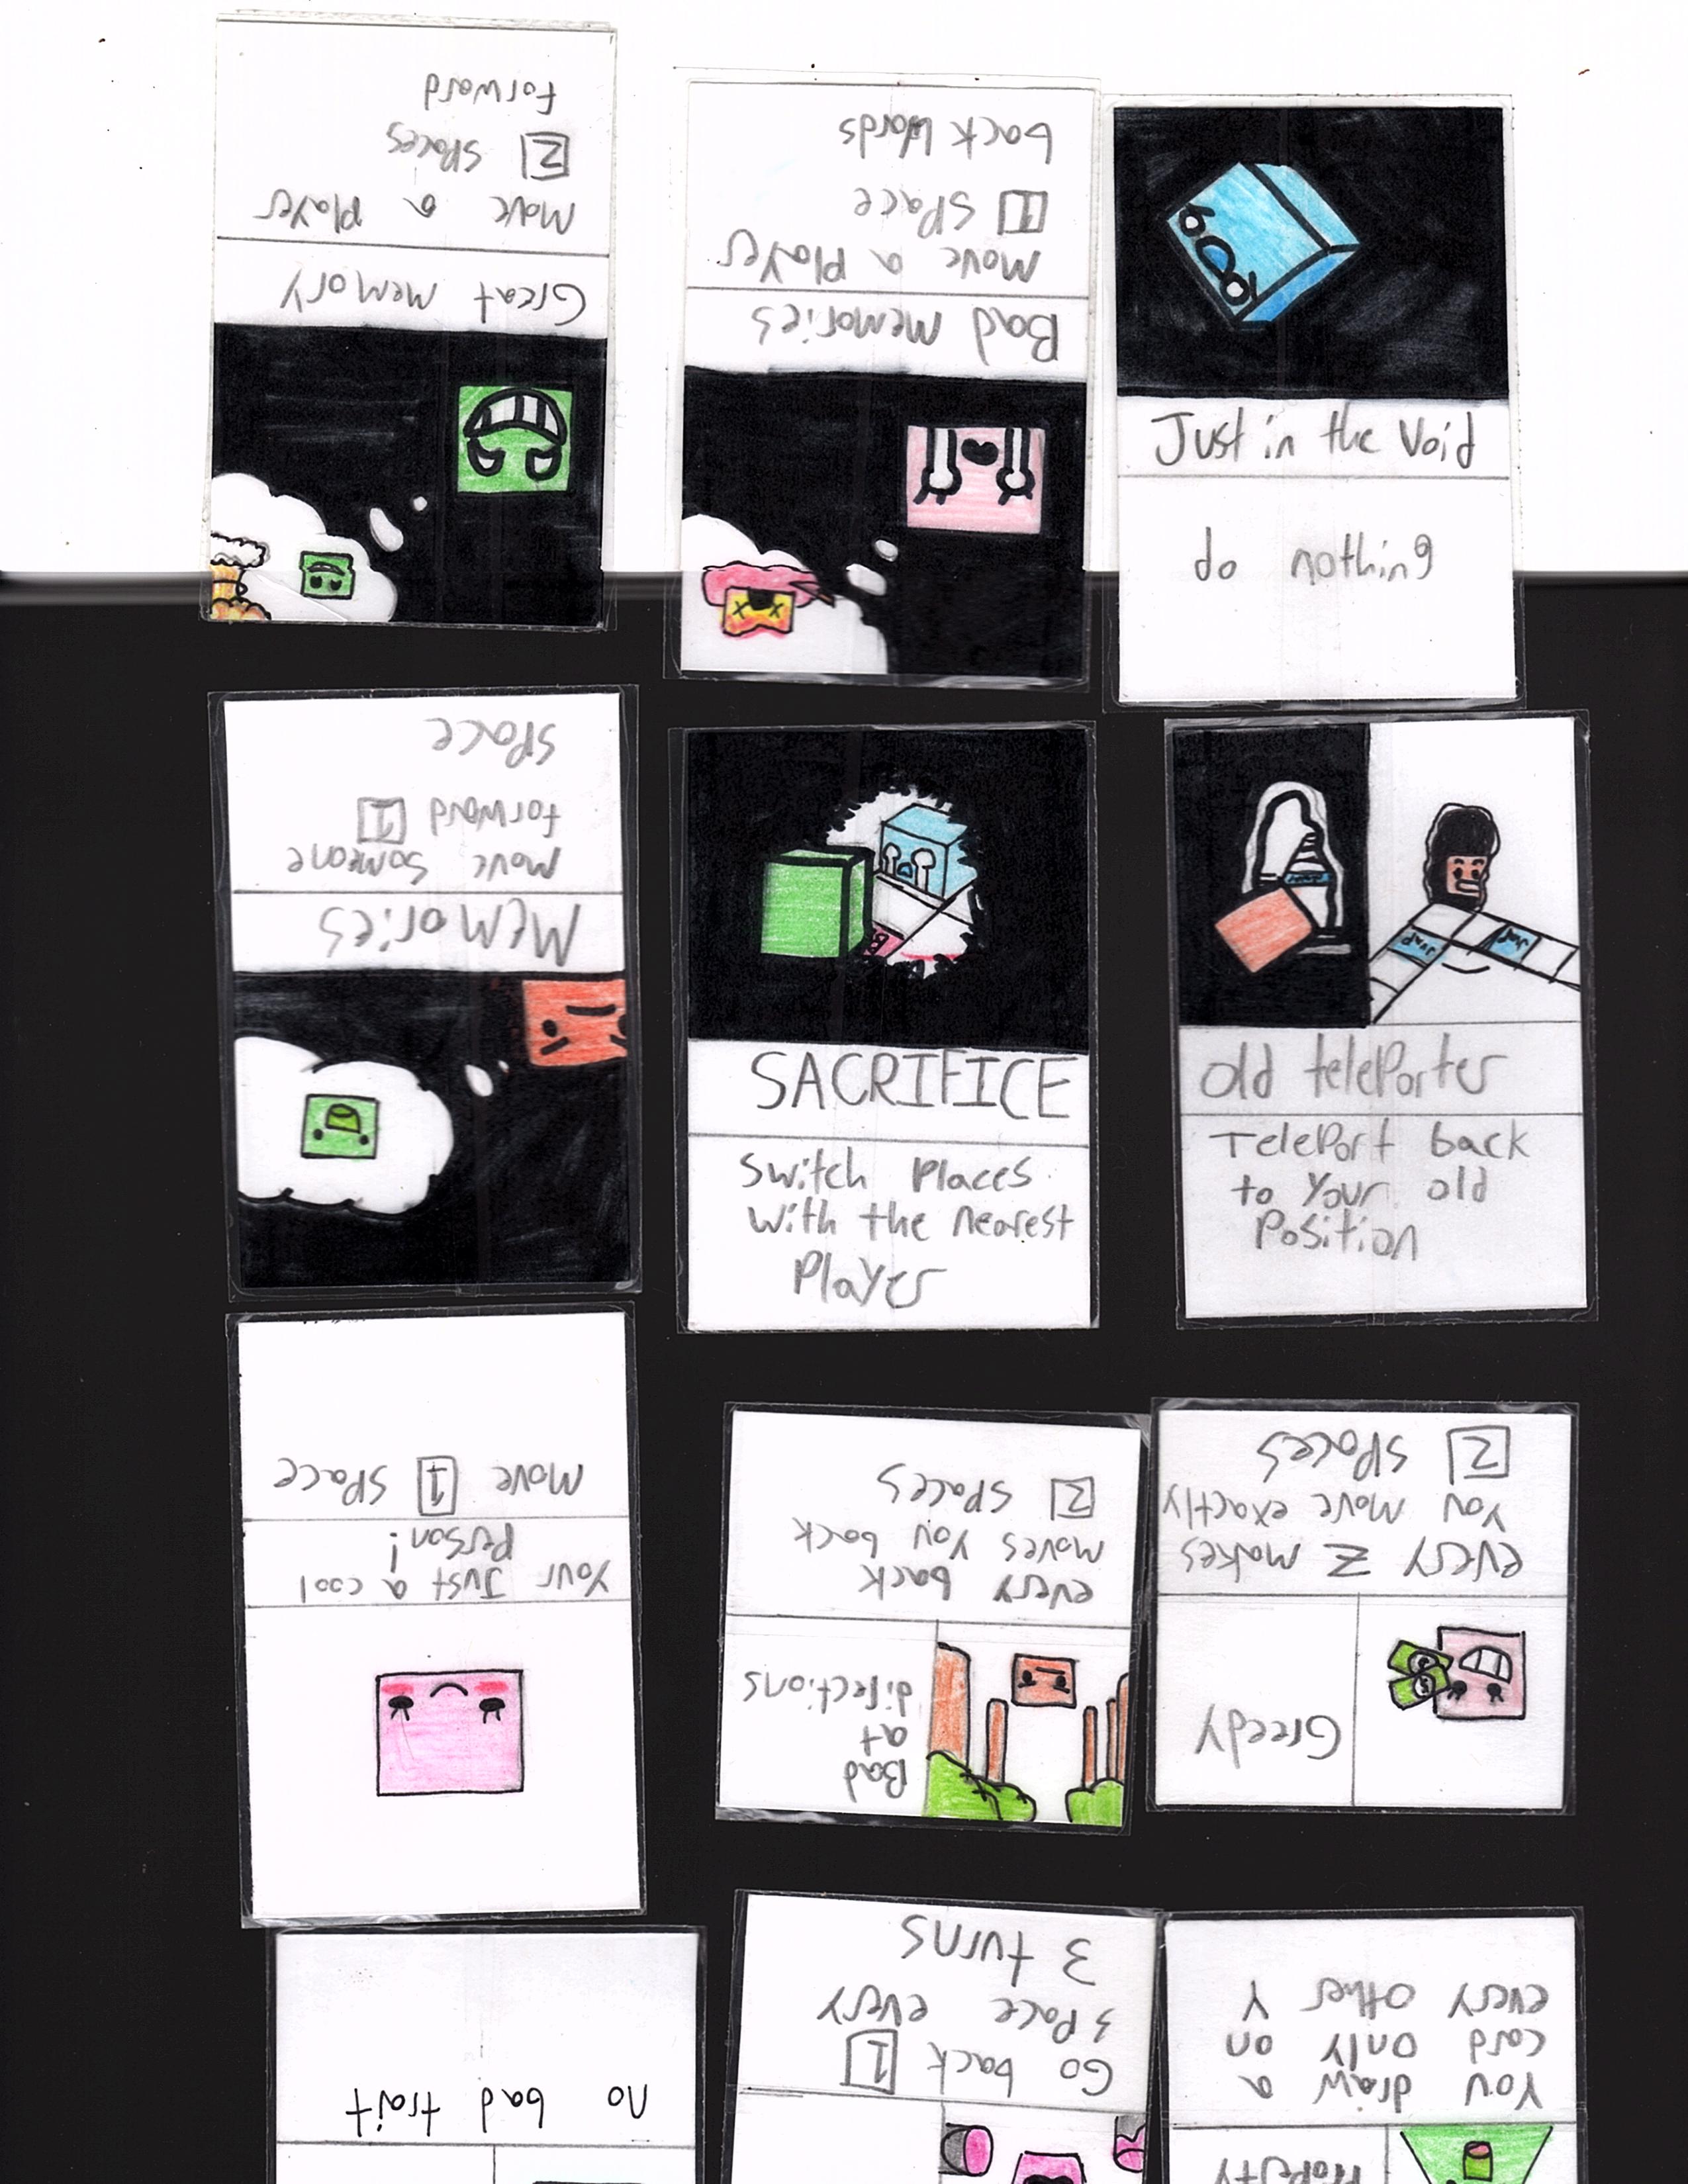 Great memory
Move a Player
2 spaces
forward
Bad memories
Move a Player
1 space
back wards
Just in the Void
do nothing
Memories
Move someone
forward 1
space
SACRIFICE
Switch Places
with the nearest
Player
old telePorter
TelePort back
to Your old
Position
JUMP
JUMP
Your Just a cool
Person!
Move 1 space
Bad
at
directions
every back
moves you back
2 spaces
Greedy
every 2 makes
You move exactly
2 spaces
no bad trait
Go back 1
space every
3 turns
Property
You draw a
card only on
every other Y